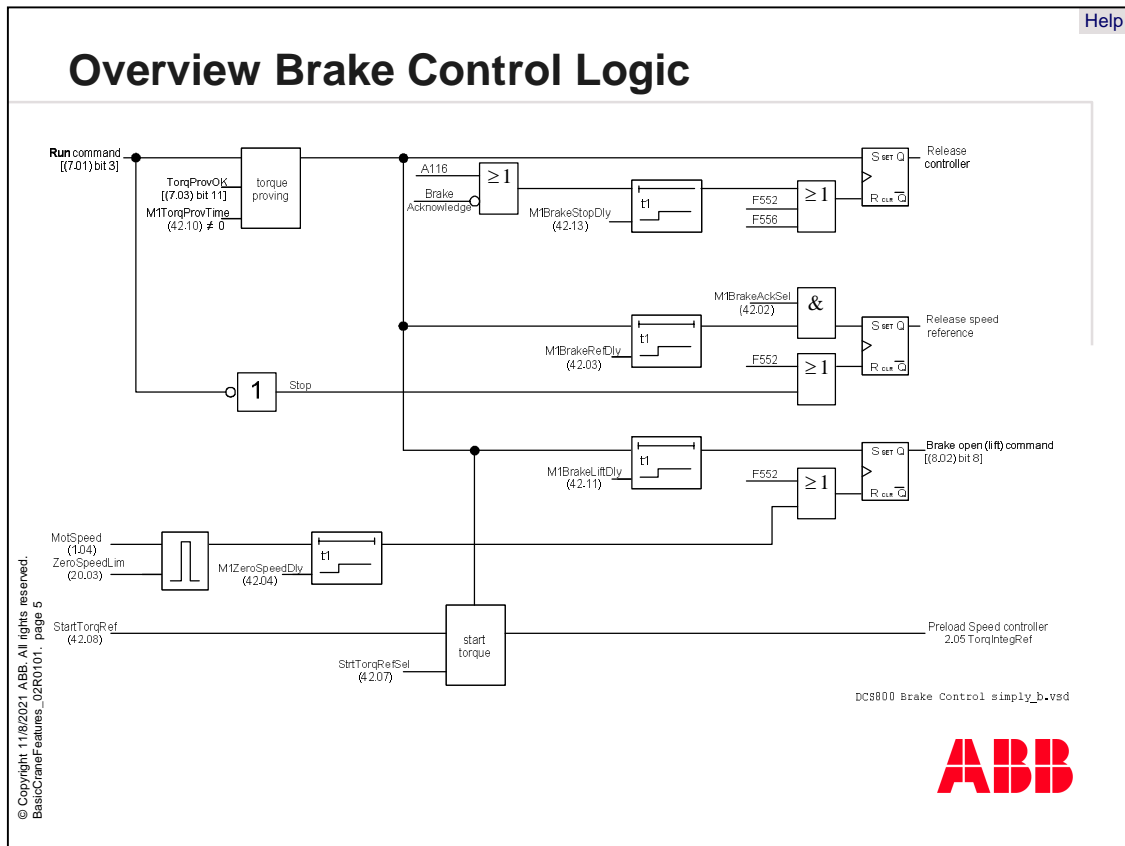 Help
Overview Brake Control Logic
Run command
[(7.01) bit 3]
TorqProvOK
[(7.03) bit 11]
M1TorqProvTime
(42.10) ≠ 0
torque
proving
A116
Brake
Acknowledge
≥1
M1BrakeStopDly
(42.13)
t1
F552
F556
≥1
S SET Q
R CLR Q
Release
controller
M1BrakeAckSel
(42.02)
&
M1BrakeRefDly
(42.03)
t1
F552
≥1
S SET Q
R CLR Q
Release speed
reference
1
Stop
M1BrakeLiftDly
(42.11)
t1
F552
≥1
S SET Q
R CLR Q
Brake open (lift) command
[(8.02) bit 8]
MotSpeed
(1.04)
ZeroSpeedLim
(20.03)
M1ZeroSpeedDly
(42.04)
t1
StartTorqRef
(42.08)
StrtTorqRefSel
(42.07)
start
torque
Preload Speed controller
2.05 TorqIntegRef
DCS800 Brake Control simply_b.vsd
© Copyright 11/8/2021 ABB. All rights reserved.
BasicCraneFeatures_02R0101. page 5
ABB